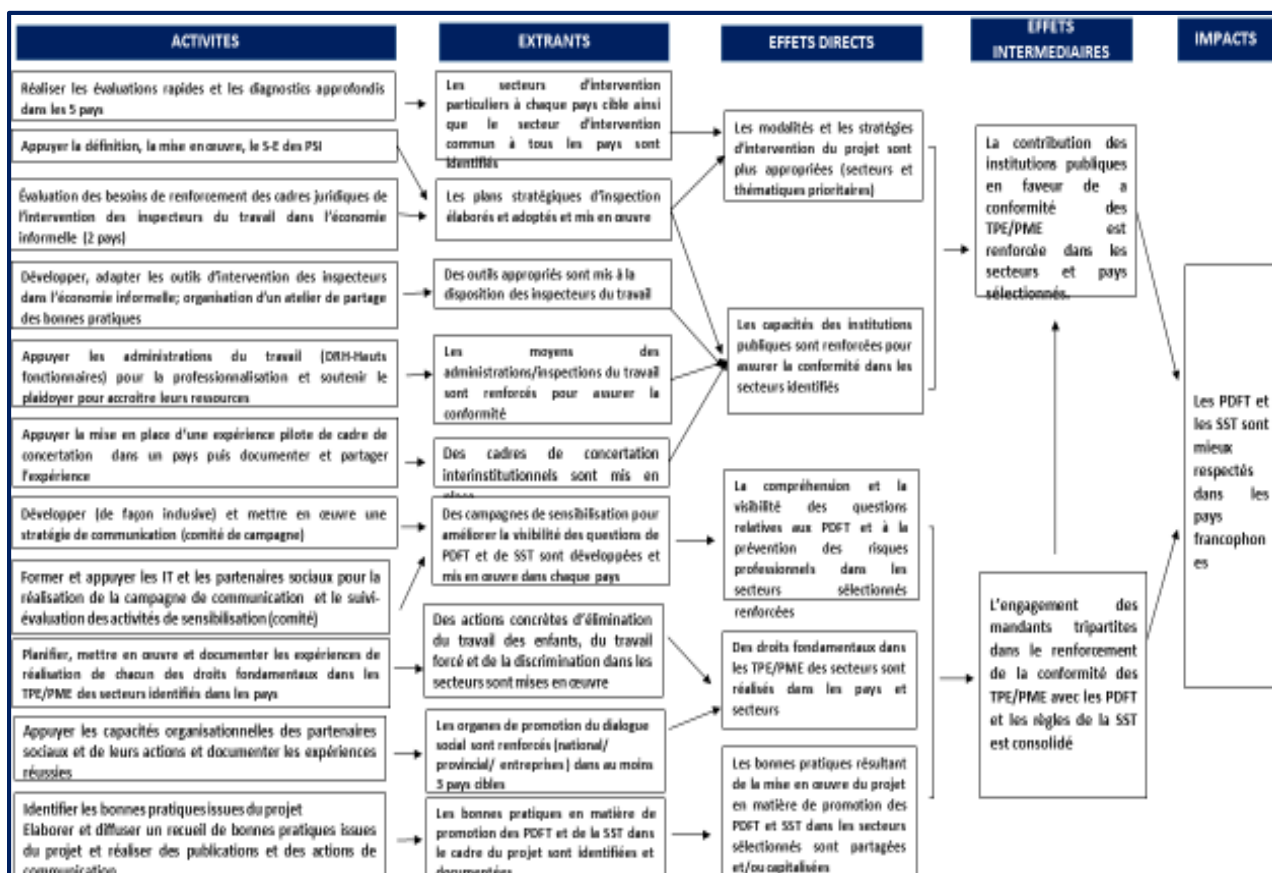 ACTIVITES
Réaliser les évaluations rapides et les diagnostics approfondis
dans les 5 pays
Appuyer la définition, la mise en œuvre, le S-E des PSI
Évaluation des besoins de renforcement des cadres juridiques de
l'intervention des inspecteurs du travail dans l'économie
informelle (2 pays)
Développer, adapter les outils d'intervention des inspecteurs
dans l'économie informelle; organisation d'un atelier de partage
des bonnes pratiques
Appuyer les administrations du travail (DRH-Hauts
fonctionnaires) pour la professionnalisation et soutenir le
plaidoyer pour accroitre leurs ressources
Appuyer la mise en place d'une expérience pilote de cadre de
concertation dans un pays puis documenter et partager
l'expérience
Développer (de façon inclusive) et mettre en œuvre une
stratégie de communication (comité de campagne)
Former et appuyer les IT et les partenaires sociaux pour la
réalisation de la campagne de communication et le suivi-
évaluation des activités de sensibilisation (comité)
Planifier, mettre en œuvre et documenter les expériences de
réalisation de chacun des droits fondamentaux dans les
TPE/PME des secteurs identifiés dans les pays
Appuyer les capacités organisationnelles des partenaires
sociaux et de leurs actions et documenter les expériences
réussies
Identifier les bonnes pratiques issues du projet
Elaborer et diffuser un recueil de bonnes pratiques issues
du projet et réaliser des publications et des actions de
communication
EXTRANTS
Les secteurs d'intervention
particuliers à chaque pays cible ainsi
que le secteur d'intervention
commun à tous les pays sont
identifiés
Les plans stratégiques d'inspection
élaborés et adoptés et mis en œuvre
Des outils appropriés sont mis à la
disposition des inspecteurs du travail
Les moyens des
administrations/inspections du travail
sont renforcés pour assurer la
conformité
Des cadres de concertation
interinstitutionnels sont mis en
place
Des campagnes de sensibilisation pour
améliorer la visibilité des questions de
PDFT et de SST sont développées et
mis en œuvre dans chaque pays
Des actions concrètes d'élimination
du travail des enfants, du travail
forcé et de la discrimination dans les
secteurs sont mises en œuvre
Les organes de promotion du dialogue
social sont renforcés (national/
provincial/ entreprises ) dans au moins
3 pays cibles
Les bonnes pratiques en matière de
promotion des PDFT et de la SST dans
le cadre du projet sont identifiées et
documentées
EFFETS DIRECTS
Les modalités et les stratégies
d'intervention du projet sont
plus appropriées (secteurs et
thématiques prioritaires)
Les capacités des institutions
publiques sont renforcées pour
assurer la conformité dans les
secteurs identifiés
La compréhension et la
visibilité des questions
relatives aux PDFT et à la
prévention des risques
professionnels dans les
secteurs sélectionnés
renforcées
Des droits fondamentaux dans
les TPE/PME des secteurs sont
réalisés dans les pays et
secteurs
Les bonnes pratiques résultant
de la mise en œuvre du projet
en matière de promotion des
PDFT et SST dans les secteurs
sélectionnés sont partagées
et/ou capitalisées
EFFETS
INTERMEDIAIRES
La contribution des
institutions publiques
en faveur de a
conformité des
TPE/PME est
renforcée dans les
secteurs et pays
sélectionnés.
L'engagement des
mandants tripartites
dans le renforcement
de la conformité des
TPE/PME avec les PDFT
et les règles de la SST
est consolidé
IMPACTS
Les PDFT et
les SST sont
mieux
respectés
dans les
pays
francophon
es